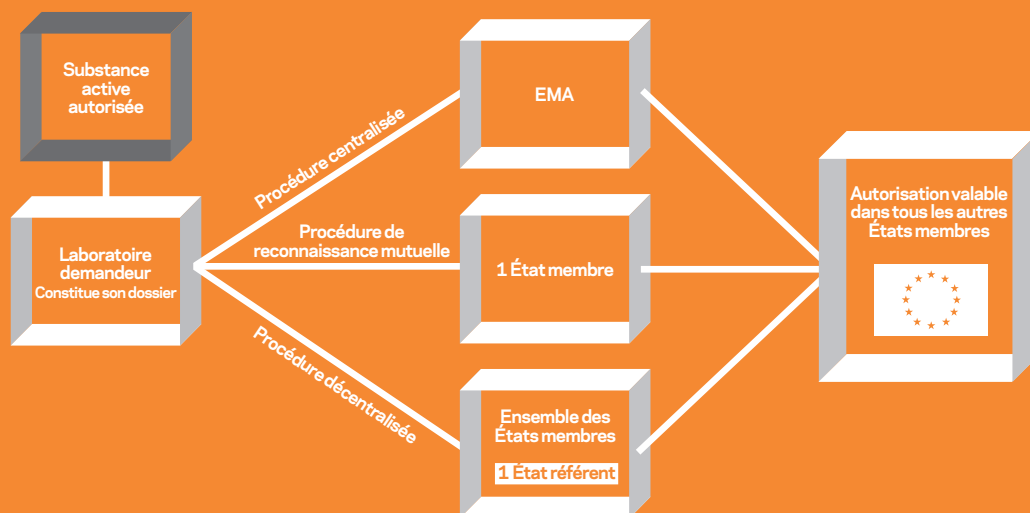 Substance
active
autorisée
Laboratoire
demandeur
Constitue son dossier
Procédure centralisée
Procédure de
reconnaissance mutuelle
Procédure décentralisée
EMA
1 État membre
Ensemble des
États membres
1 État référent
Autorisation valable
dans tous les autres
États membres